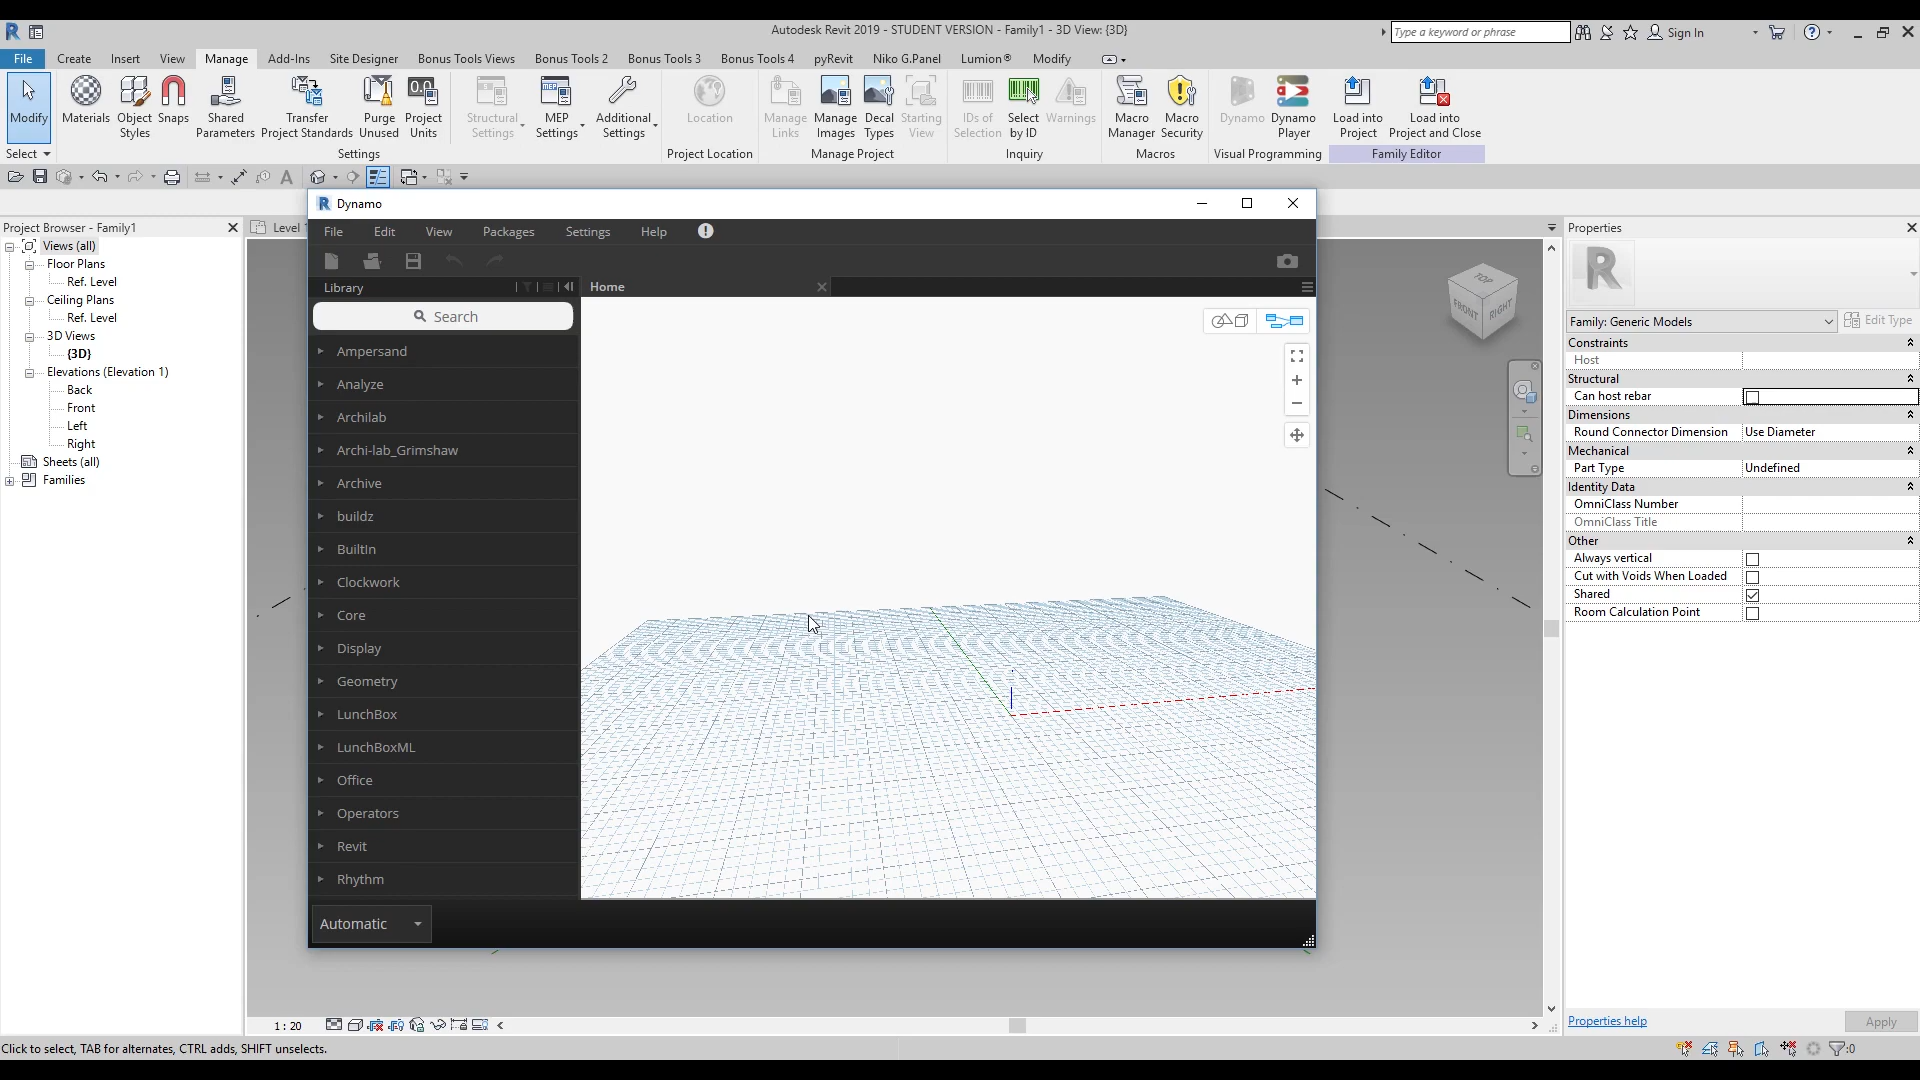 Autodesk Revit 2019 - STUDENT VERSION - Family1 - 3D View: {3D}
Type a keyword or phrase
Sign In
File Create Insert View Manage Add-Ins Site Designer Bonus Tools Views Bonus Tools 2 Bonus Tools 3 Bonus Tools 4 pyRevit Niko G.Panel Lumion® Modify
Modify
Materials
Object Styles
Snaps
Shared Parameters
Transfer Project Standards
Purge Unused
Project Units
Structural Settings
MEP Settings
Additional Settings
Location
Manage Links
Manage Images
Decal Types
Starting View
IDs of Selection
Select by ID
Warnings
Macro Manager
Macro Security
Dynamo
Dynamo Player
Load into Project
Load into Project and Close
Select
Settings
Project Location
Manage Project
Inquiry
Macros
Visual Programming
Family Editor
Project Browser - Family1
Views (all)
Floor Plans
Ref. Level
Ceiling Plans
Ref. Level
3D Views
{3D}
Elevations (Elevation 1)
Back
Front
Left
Right
Sheets (all)
Families
Level
Dynamo
File Edit View Packages Settings Help
Library
Home
Search
Ampersand
Analyze
Archilab
Archi-lab_Grimshaw
Archive
buildz
BuiltIn
Clockwork
Core
Display
Geometry
LunchBox
LunchBoxML
Office
Operators
Revit
Rhythm
Automatic
TOP
FRONT
RIGHT
Properties
Family: Generic Models
Edit Type
Constraints
Host
Structural
Can host rebar
Dimensions
Round Connector Dimension Use Diameter
Mechanical
Part Type Undefined
Identity Data
OmniClass Number
OmniClass Title
Other
Always vertical
Cut with Voids When Loaded
Shared
Room Calculation Point
Properties help
Apply
1 : 20
Click to select, TAB for alternates, CTRL adds, SHIFT unselects.
:0